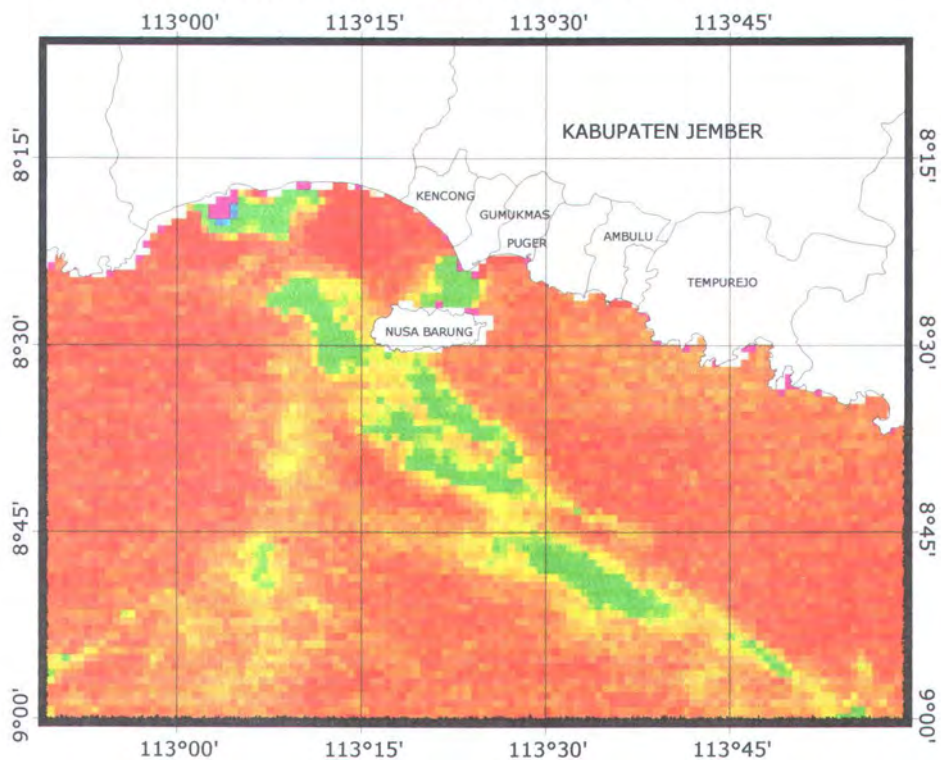 113°00' 113°15' 113°30' 113°45'
KABUPATEN JEMBER
8°15' 8°15'
KENCONG
GUMUKMAS
PUGER
AMBULU
TEMPUREJO
NUSA BARUNG
8°30' 8°30'
8°45' 8°45'
9°00' 9°00'
113°00' 113°15' 113°30' 113°45'